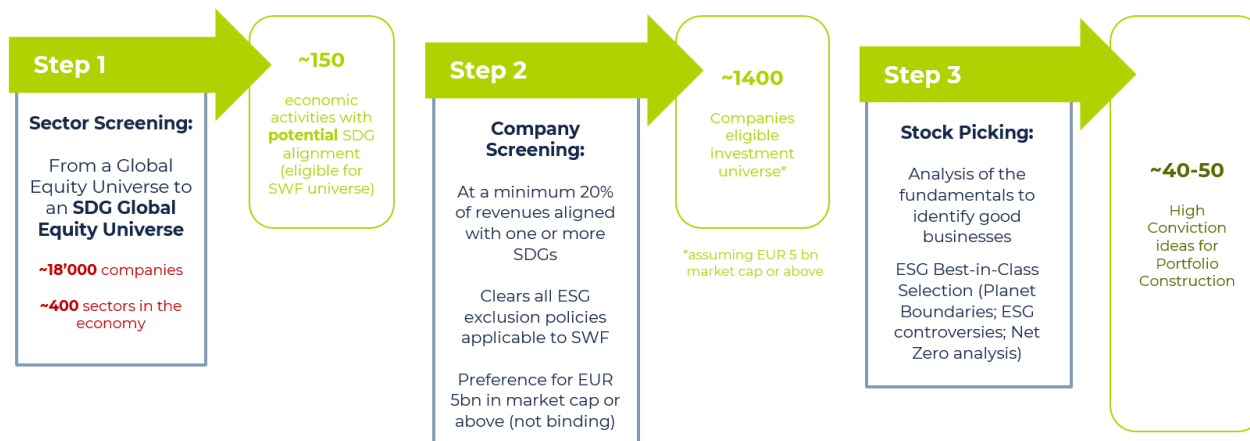 Step 1
Sector Screening:
From a Global
Equity Universe to
an SDG Global
Equity Universe
~18'000 companies
~400 sectors in the
economy
~150
economic
activities with
potential SDG
alignment
(eligible for
SWF universe)
Step 2
Company
Screening:
At a minimum 20%
of revenues aligned
with one or more
SDGs
Clears all ESG
exclusion policies
applicable to SWF
Preference for EUR
5bn in market cap or
above (not binding)
~1400
Companies
eligible
investment
universe*
*assuming EUR 5 bn
market cap or above
Step 3
Stock Picking:
Analysis of the
fundamentals to
identify good
businesses
ESG Best-in-Class
Selection (Planet
Boundaries; ESG
controversies; Net
Zero analysis)
~40-50
High
Conviction
ideas for
Portfolio
Construction